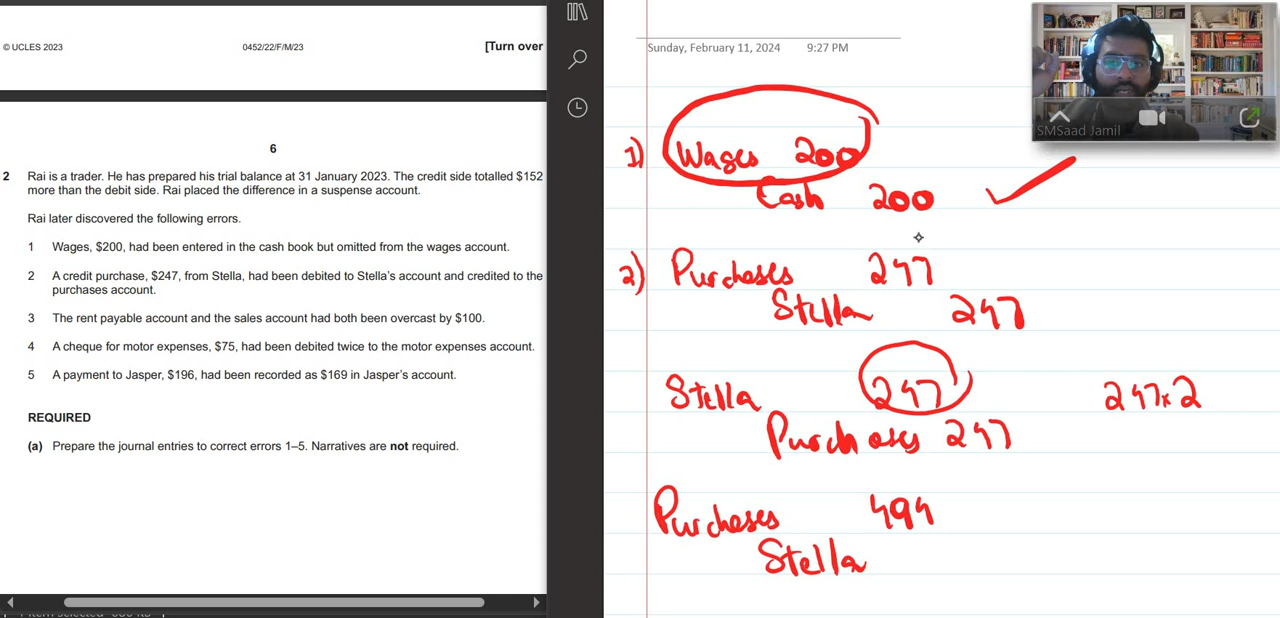 © UCLES 2023 0452/22/F/M/23 [Turn over
6
2 Rai is a trader. He has prepared his trial balance at 31 January 2023. The credit side totalled $152
more than the debit side. Rai placed the difference in a suspense account.
Rai later discovered the following errors.
1 Wages, $200, had been entered in the cash book but omitted from the wages account.
2 A credit purchase, $247, from Stella, had been debited to Stella’s account and credited to the
purchases account.
3 The rent payable account and the sales account had both been overcast by $100.
4 A cheque for motor expenses, $75, had been debited twice to the motor expenses account.
5 A payment to Jasper, $196, had been recorded as $169 in Jasper’s account.
REQUIRED
(a) Prepare the journal entries to correct errors 1–5. Narratives are not required.
Sunday, February 11, 2024 9:27 PM
SMSaad Jamil
1) Wages 200
Cash 200
2) Purchases 247
Stella 247
Stella 247 247x2
Purchases 247
Purchases 494
Stella